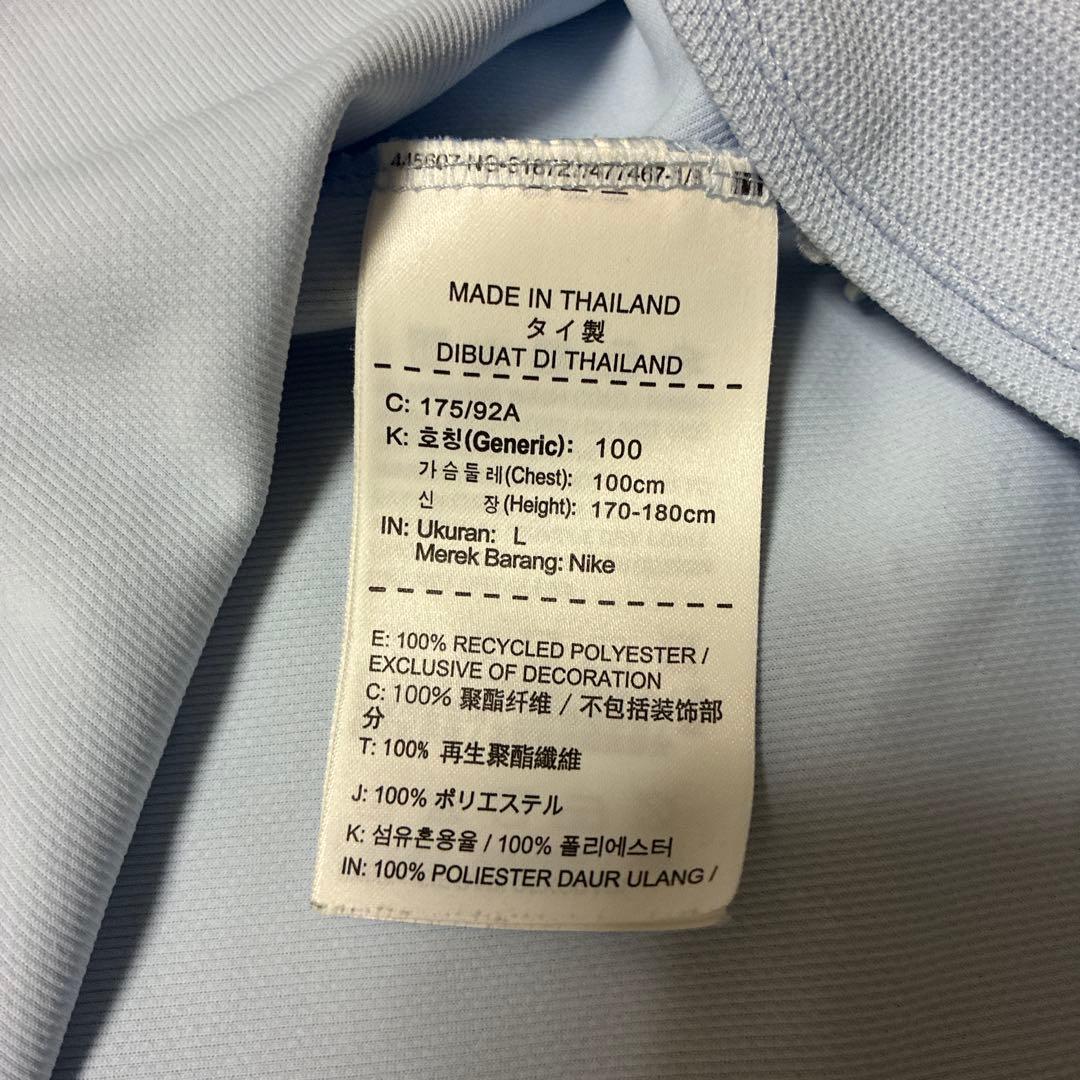 MADE IN THAILAND
タイ製
DIBUAT DI THAILAND
C: 175/92A
K: 호칭(Generic): 100
가슴둘레(Chest): 100cm
신 장(Height): 170-180cm
IN: Ukuran: L
Merek Barang: Nike
E: 100% RECYCLED POLYESTER /
EXCLUSIVE OF DECORATION
C: 100% 聚酯纤维 / 不包括装饰部
分
T: 100% 再生聚酯纖維
J: 100% ポリエステル
K: 섬유혼용율 / 100% 폴리에스터
IN: 100% POLIESTER DAUR ULANG /